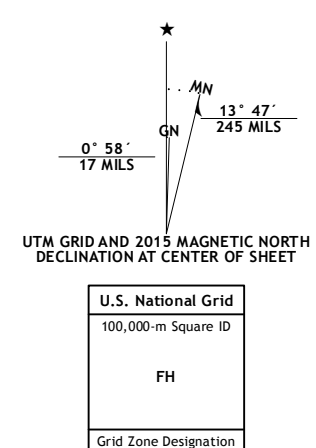 ★
MN
GN
13° 47´
245 MILS
0° 58´
17 MILS
UTM GRID AND 2015 MAGNETIC NORTH
DECLINATION AT CENTER OF SHEET
U.S. National Grid
100,000-m Square ID
FH
Grid Zone Designation